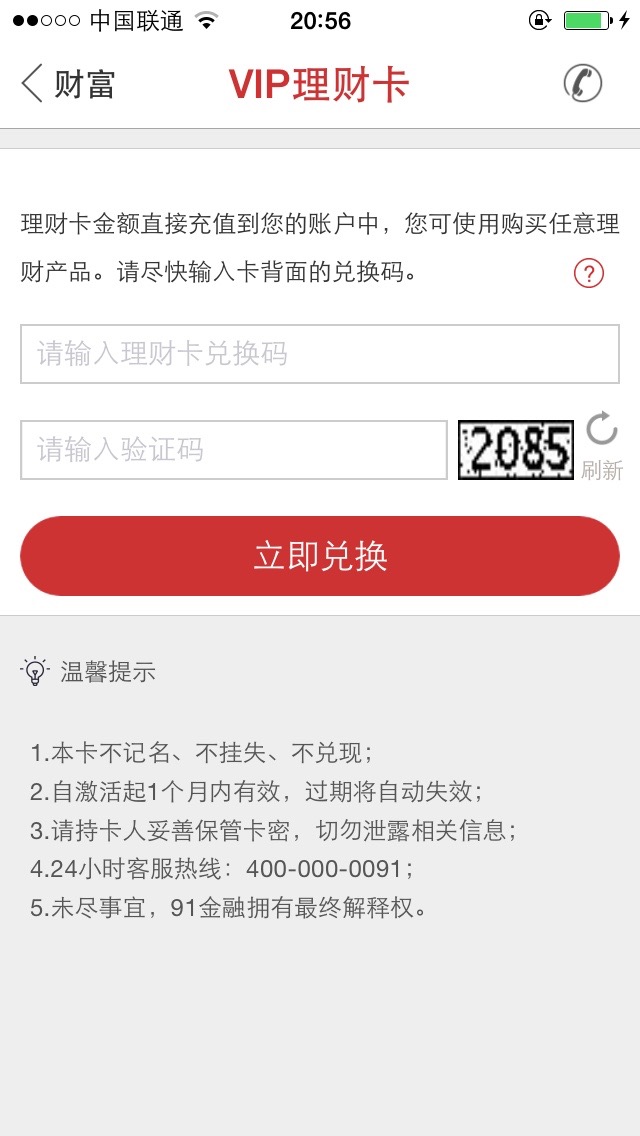 中国联通 20:56
财富 VIP理财卡
理财卡金额直接充值到您的账户中，您可使用购买任意理
财产品。请尽快输入卡背面的兑换码。 ?
请输入理财卡兑换码
请输入验证码 2085 刷新
立即兑换
温馨提示
1.本卡不记名、不挂失、不兑现；
2.自激活起1个月内有效，过期将自动失效；
3.请持卡人妥善保管卡密，切勿泄露相关信息；
4.24小时客服热线：400-000-0091；
5.未尽事宜，91金融拥有最终解释权。